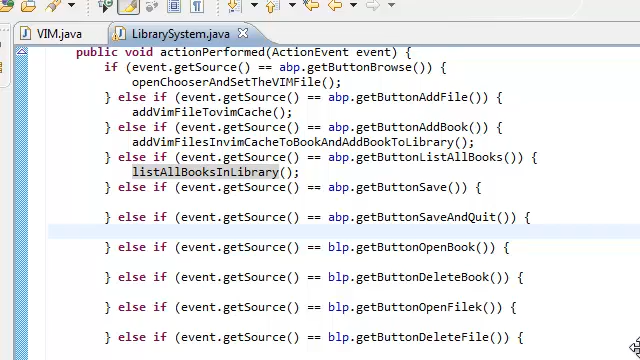 VIM.java
LibrarySystem.java
public void actionPerformed(ActionEvent event) {
if (event.getSource() == abp.getButtonBrowse()) {
openChooserAndSetTheVIMFile();
} else if (event.getSource() == abp.getButtonAddFile()) {
addVimFileTovimCache();
} else if (event.getSource() == abp.getButtonAddBook()) {
addVimFilesInvimCacheToBookAndAddBookToLibrary();
} else if (event.getSource() == abp.getButtonListAllBooks()) {
listAllBooksInLibrary();
} else if (event.getSource() == abp.getButtonSave()) {
} else if (event.getSource() == abp.getButtonSaveAndQuit()) {
} else if (event.getSource() == blp.getButtonOpenBook()) {
} else if (event.getSource() == blp.getButtonDeleteBook()) {
} else if (event.getSource() == blp.getButtonOpenFilek()) {
} else if (event.getSource() == blp.getButtonDeleteFile()) {